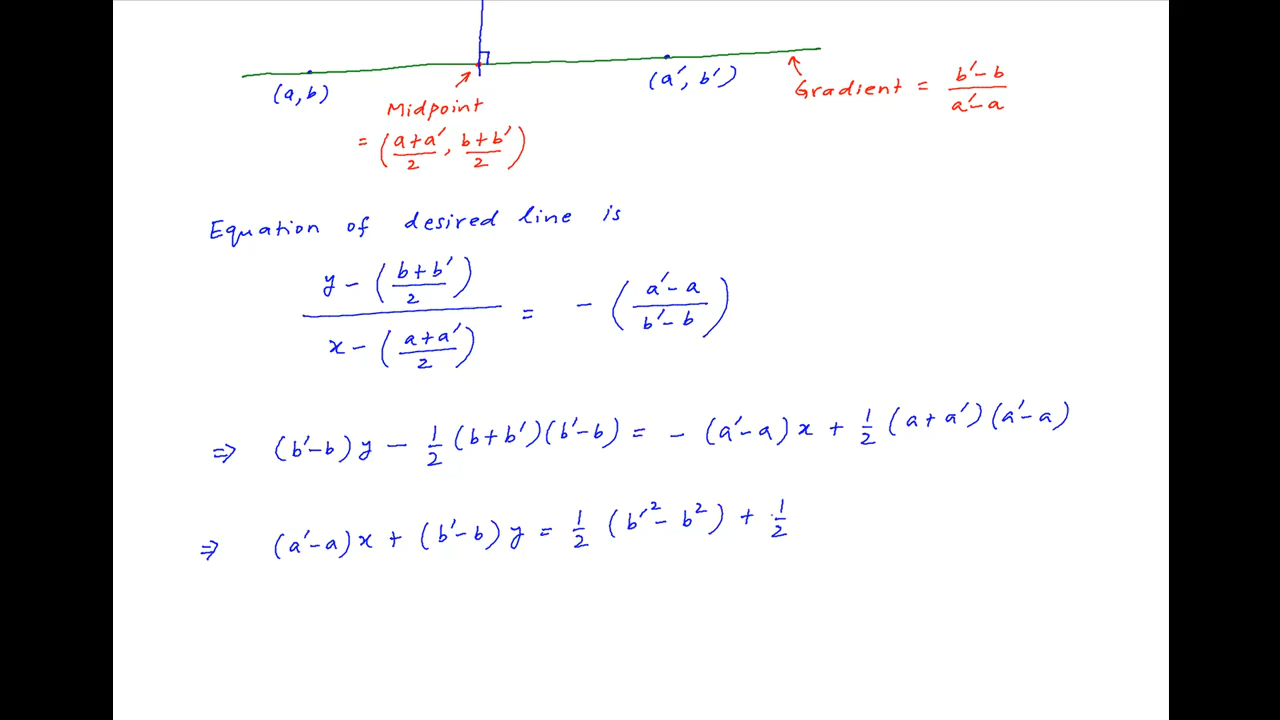 (a, b)
(a′, b′)
Gradient = (b′ − b)/(a′ − a)
Midpoint
= ((a + a′)/2, (b + b′)/2)
Equation of desired line is
(y − ((b + b′)/2))/(x − ((a + a′)/2)) = − ((a′ − a)/(b′ − b))
⇒ (b′ − b) y − 1/2 (b + b′)(b′ − b) = − (a′ − a) x + 1/2 (a + a′)(a′ − a)
⇒ (a′ − a) x + (b′ − b) y = 1/2 (b′² − b²) + 1/2